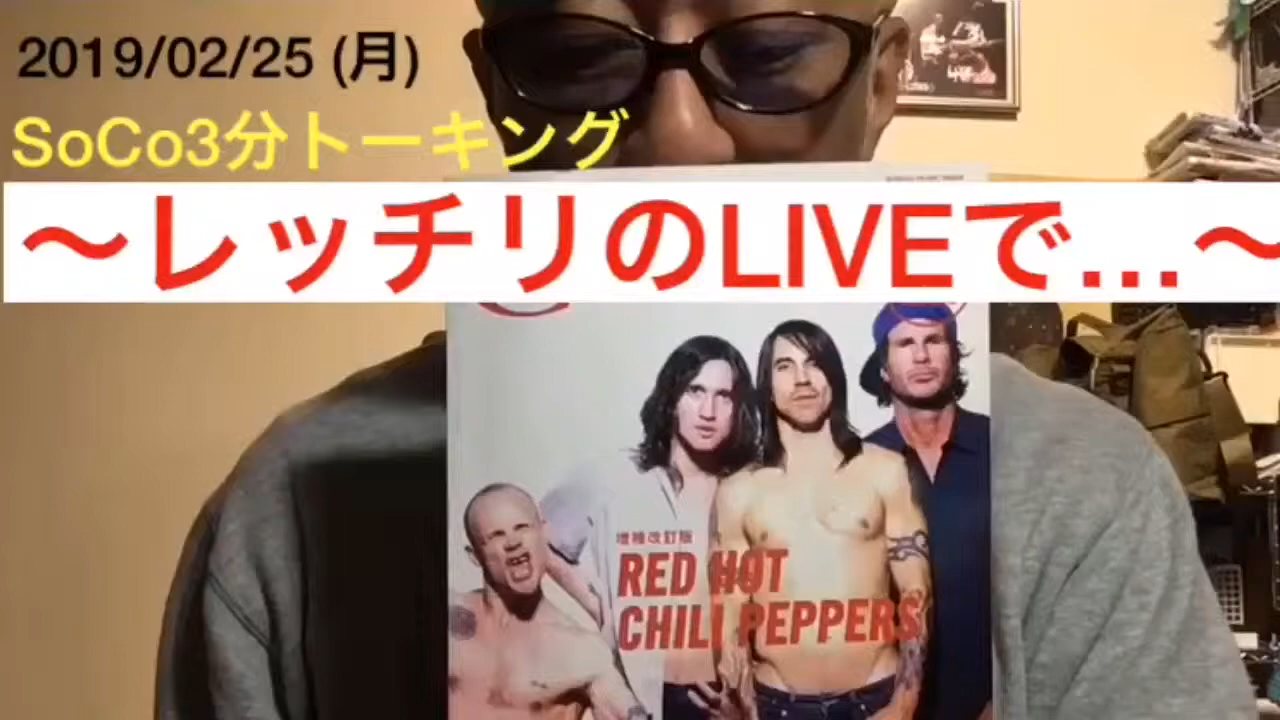 2019/02/25 (月)
SoCo3分トーキング
〜レッチリのLIVEで...〜
増補改訂版
RED HOT
CHILI PEPPERS